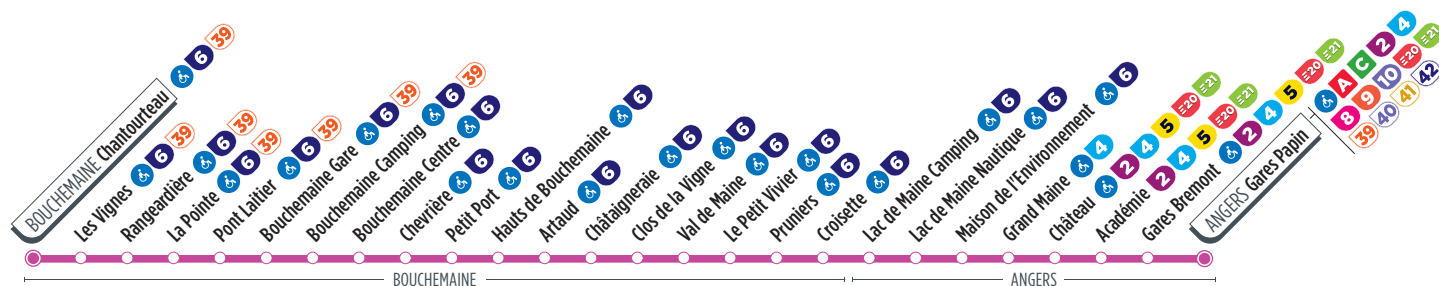 BOUCHEMAINE Chantourteau 6 39
Les Vignes 6 39
Rangeardière 6 39
La Pointe 6 39
Pont Laitier 6 39
Bouchemaine Gare 6 39
Bouchemaine Camping 6 39
Bouchemaine Centre 6
Chevrière 6
Petit Port 6
Hauts de Bouchemaine 6
Artaud 6
Châtaigneraie 6
Clos de la Vigne 6
Val de Maine 6
Le Petit Vivier 6
Pruniers 6
Croisette 6
Lac de Maine Camping 6
Lac de Maine Nautique 6
Maison de l'Environnement 6
Grand Maine 4
Château 2 4 5 20 21
Académie 2 4 5 20 21
Gares Bremont 2 4 5 20 21
ANGERS Gares Papin
A C 2 4
8 9 10 20 21
39 40 41 42
BOUCHEMAINE
ANGERS